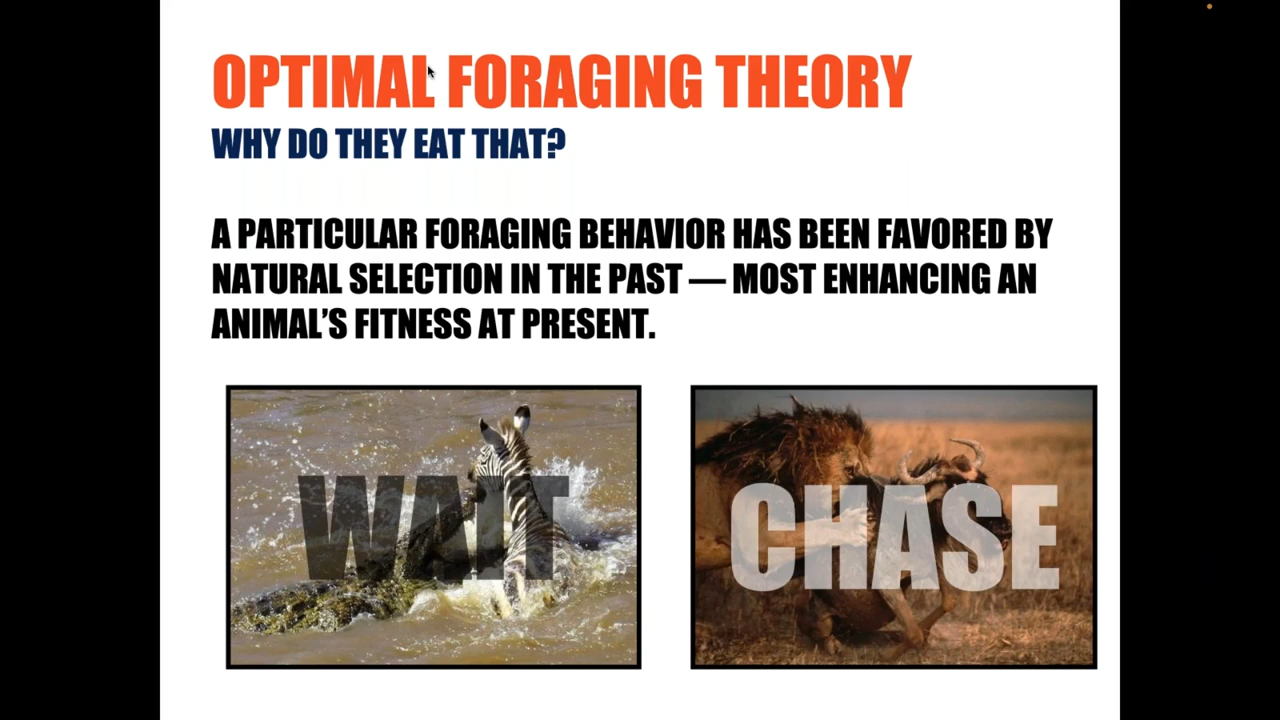 OPTIMAL FORAGING THEORY
WHY DO THEY EAT THAT?
A PARTICULAR FORAGING BEHAVIOR HAS BEEN FAVORED BY
NATURAL SELECTION IN THE PAST — MOST ENHANCING AN
ANIMAL’S FITNESS AT PRESENT.
WAIT
CHASE